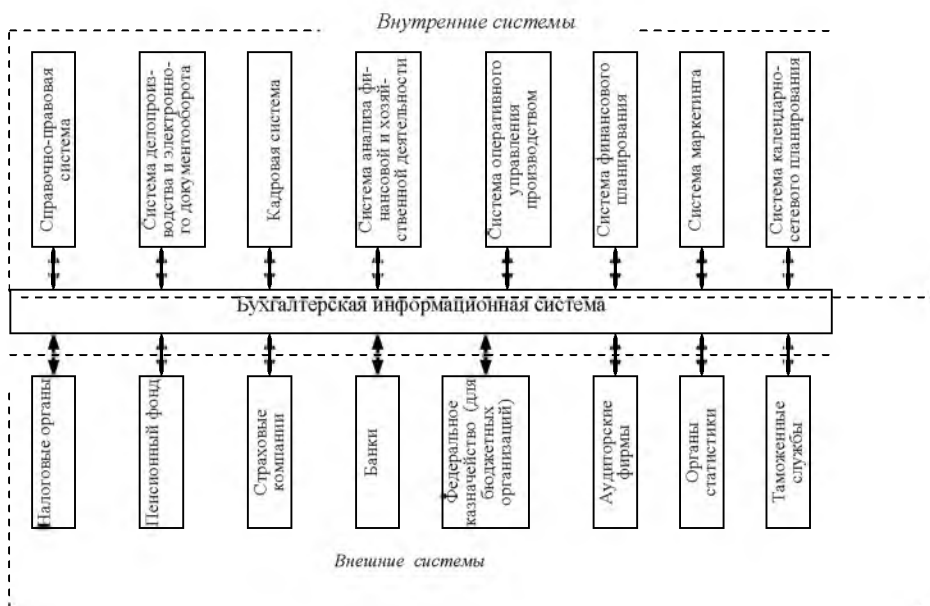 Внутренние системы
Справочно-правовая
система
Система делопроиз-
водства и электронно-
го документооборота
Кадровая система
Система анализа фи-
нансовой и хозяй-
ственной деятельности
Система оперативного
управления
производством
Система финансового
планирования
Система маркетинга
Система календарно-
сетевого планирования
Бухгалтерская информационная система
Налоговые органы
Пенсионный фонд
Страховые
компании
Банки
Федеральное
казначейство (для
бюджетных
организаций)
Аудиторские
фирмы
Органы
статистики
Таможенные
службы
Внешние системы